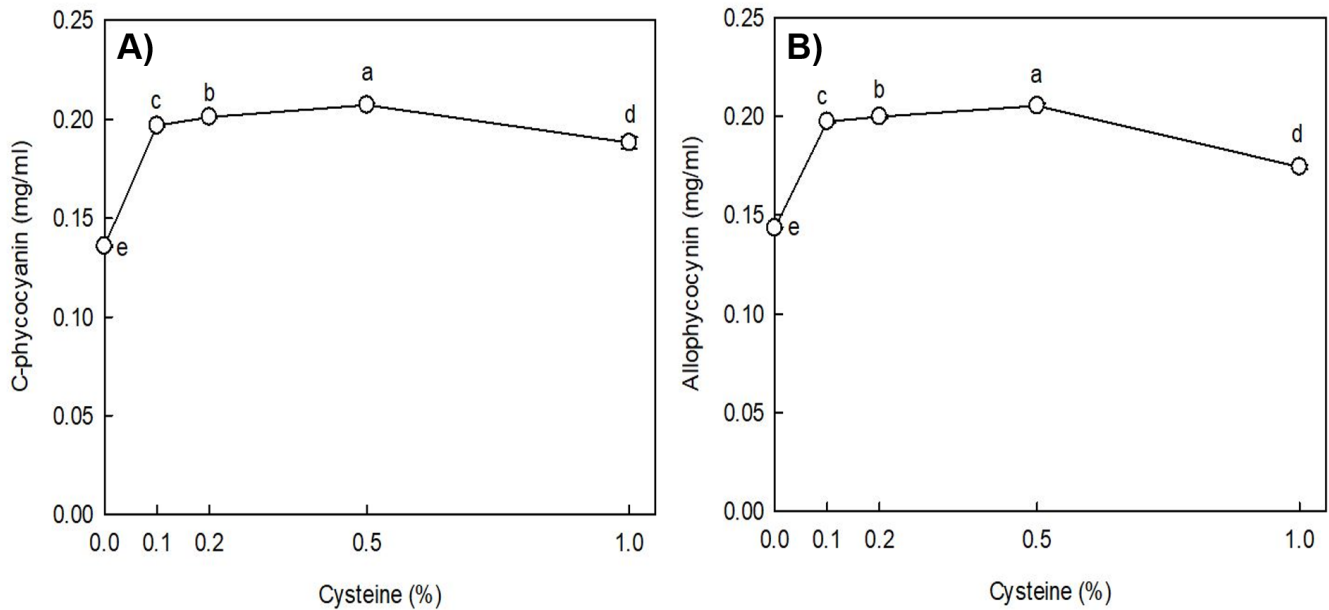 A)
C-phycocyanin (mg/ml)
0.25
0.20
0.15
0.10
0.05
0.00
e
c
b
a
d
0.0 0.1 0.2 0.5 1.0
Cysteine (%)
B)
Allophycocynin (mg/ml)
0.25
0.20
0.15
0.10
0.05
0.00
e
c
b
a
d
0.0 0.1 0.2 0.5 1.0
Cysteine (%)